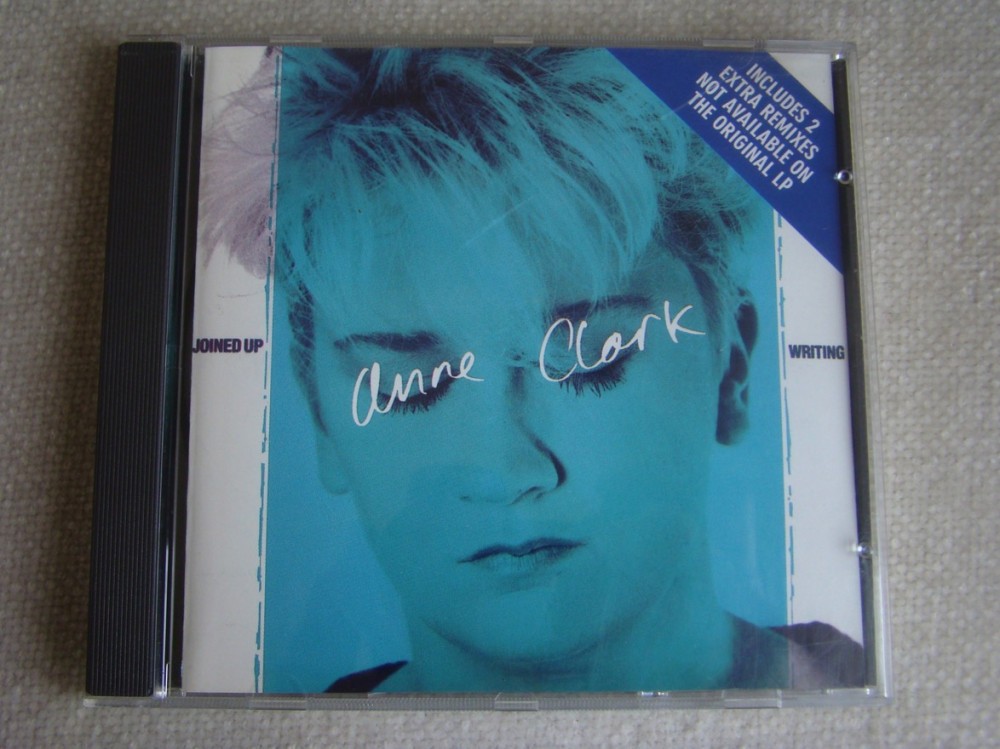 INCLUDES 2
EXTRA REMIXES
NOT AVAILABLE ON
THE ORIGINAL LP
JOINED UP
anne Clark
WRITING